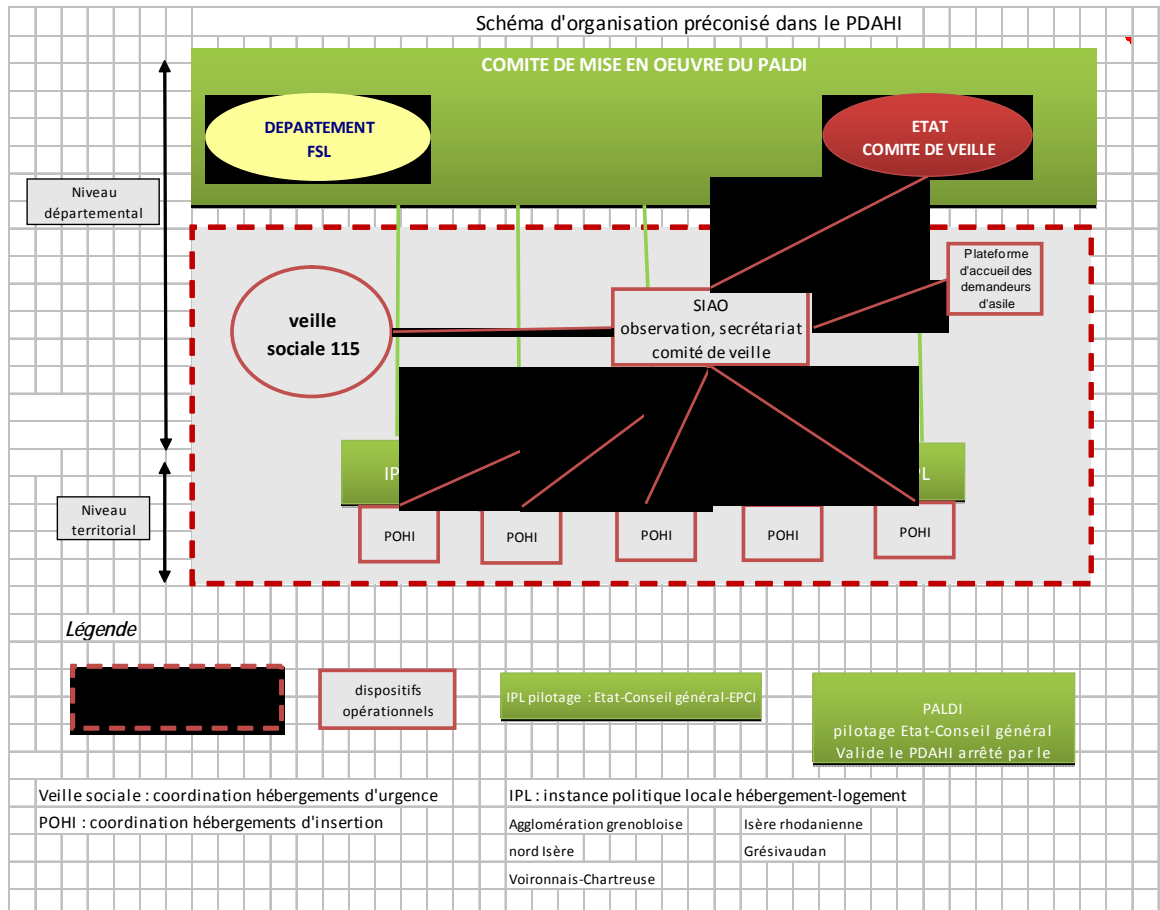 Schéma d'organisation préconisé dans le PDAHI
COMITE DE MISE EN OEUVRE DU PALDI
DEPARTEMENT
FSL
ETAT
COMITE DE VEILLE
Niveau
départemental
Plateforme
d'accueil des
demandeurs
d'asile
veille
sociale 115
SIAO
observation, secrétariat
comité de veille
Niveau
territorial
POHI
POHI
POHI
POHI
POHI
Légende
dispositifs
opérationnels
IPL pilotage : Etat-Conseil général-EPCI
PALDI
pilotage Etat-Conseil général
Valide le PDAHI arrêté par le
Veille sociale : coordination hébergements d'urgence
POHI : coordination hébergements d'insertion
IPL : instance politique locale hébergement-logement
Agglomération grenobloise
Isère rhodanienne
nord Isère
Grésivaudan
Voironnais-Chartreuse